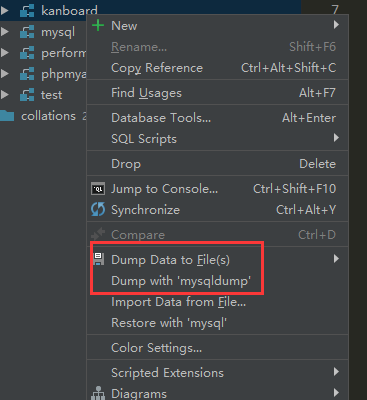 kanboard
7
mysql
perform
phpmya
test
collations 2
New
Rename... Shift+F6
Copy Reference Ctrl+Alt+Shift+C
Find Usages Alt+F7
Database Tools... Alt+Enter
SQL Scripts
Drop Delete
Jump to Console... Ctrl+Shift+F10
Synchronize Ctrl+Alt+Y
Compare Ctrl+D
Dump Data to File(s)
Dump with 'mysqldump'
Import Data from File...
Restore with 'mysql'
Color Settings...
Scripted Extensions
Diagrams